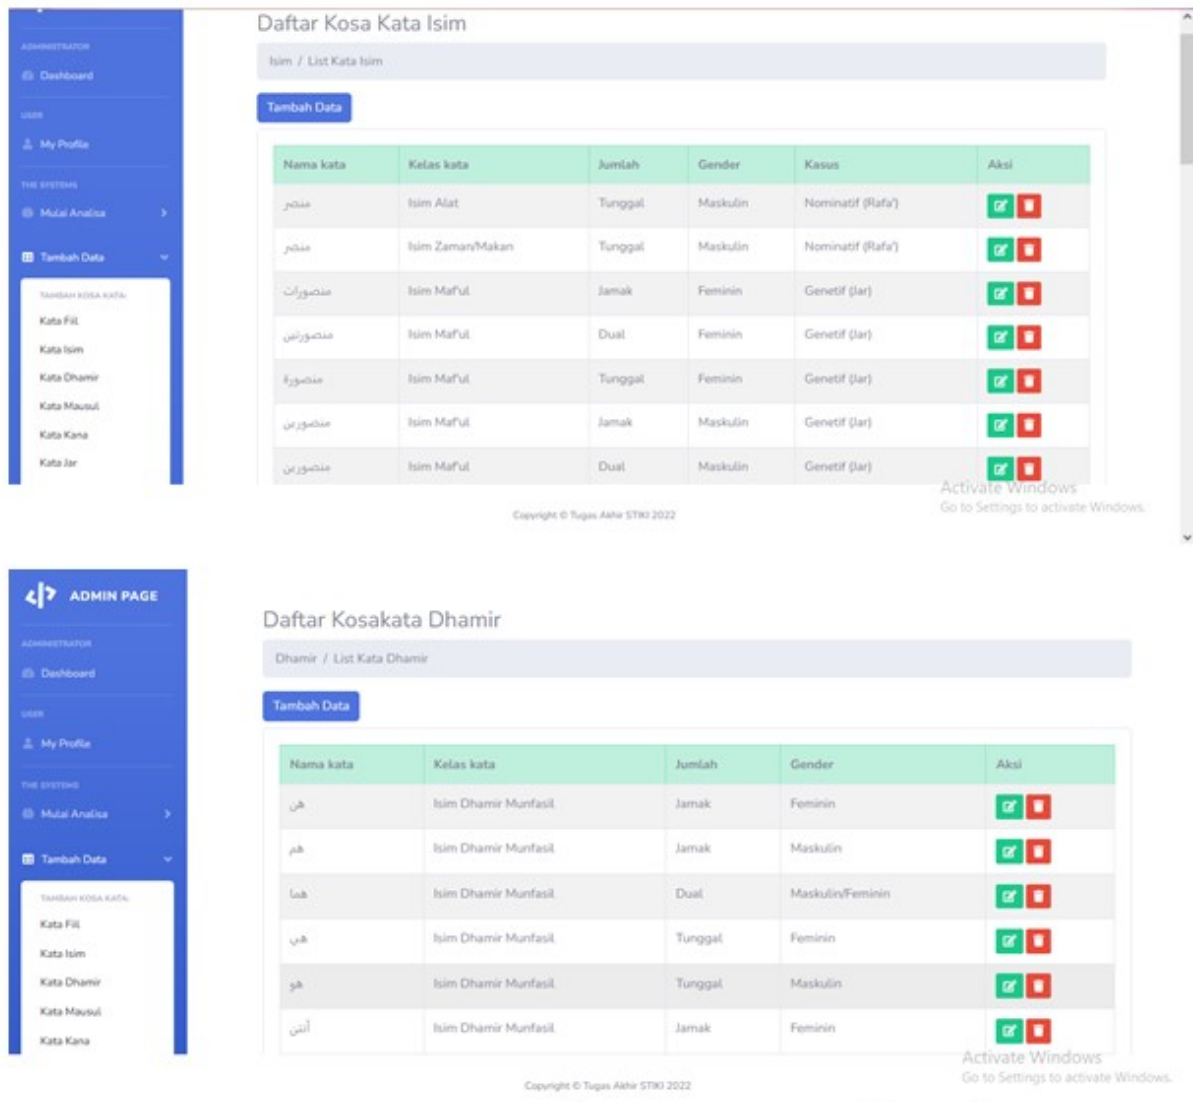 Daftar Kosa Kata Isim
ADMINISTRATOR
Isim / List Kata Isim
Dashboard
Tambah Data
USER
My Profile
Nama kata Kelas kata Jumlah Gender Kasus Aksi
THE SYSTEMS
منصر Isim Alat Tunggal Maskulin Nominatif (Rafa')
Mulai Analisa
منصر Isim Zaman/Makan Tunggal Maskulin Nominatif (Rafa')
Tambah Data
منصورات Isim Maf'ul Jamak Feminin Genetif (Jar)
TAMBAH KOSA KATA:
Kata Fiil
منصورتين Isim Maf'ul Dual Feminin Genetif (Jar)
Kata Isim
Kata Dhamir
منصورة Isim Maf'ul Tunggal Feminin Genetif (Jar)
Kata Mausul
منصورين Isim Maf'ul Jamak Maskulin Genetif (Jar)
Kata Kana
Kata Jar
منصورين Isim Maf'ul Dual Maskulin Genetif (Jar)
Activate Windows
Go to Settings to activate Windows.
Copyright © Tugas Akhir STIKI 2022
ADMIN PAGE
Daftar Kosakata Dhamir
ADMINISTRATOR
Dhamir / List Kata Dhamir
Dashboard
Tambah Data
USER
My Profile
Nama kata Kelas kata Jumlah Gender Aksi
THE SYSTEMS
هن Isim Dhamir Munfasil Jamak Feminin
Mulai Analisa
هم Isim Dhamir Munfasil Jamak Maskulin
Tambah Data
هما Isim Dhamir Munfasil Dual Maskulin/Feminin
TAMBAH KOSA KATA:
Kata Fiil
هي Isim Dhamir Munfasil Tunggal Feminin
Kata Isim
Kata Dhamir
هو Isim Dhamir Munfasil Tunggal Maskulin
Kata Mausul
أنتن Isim Dhamir Munfasil Jamak Feminin
Kata Kana
Activate Windows
Go to Settings to activate Windows.
Copyright © Tugas Akhir STIKI 2022